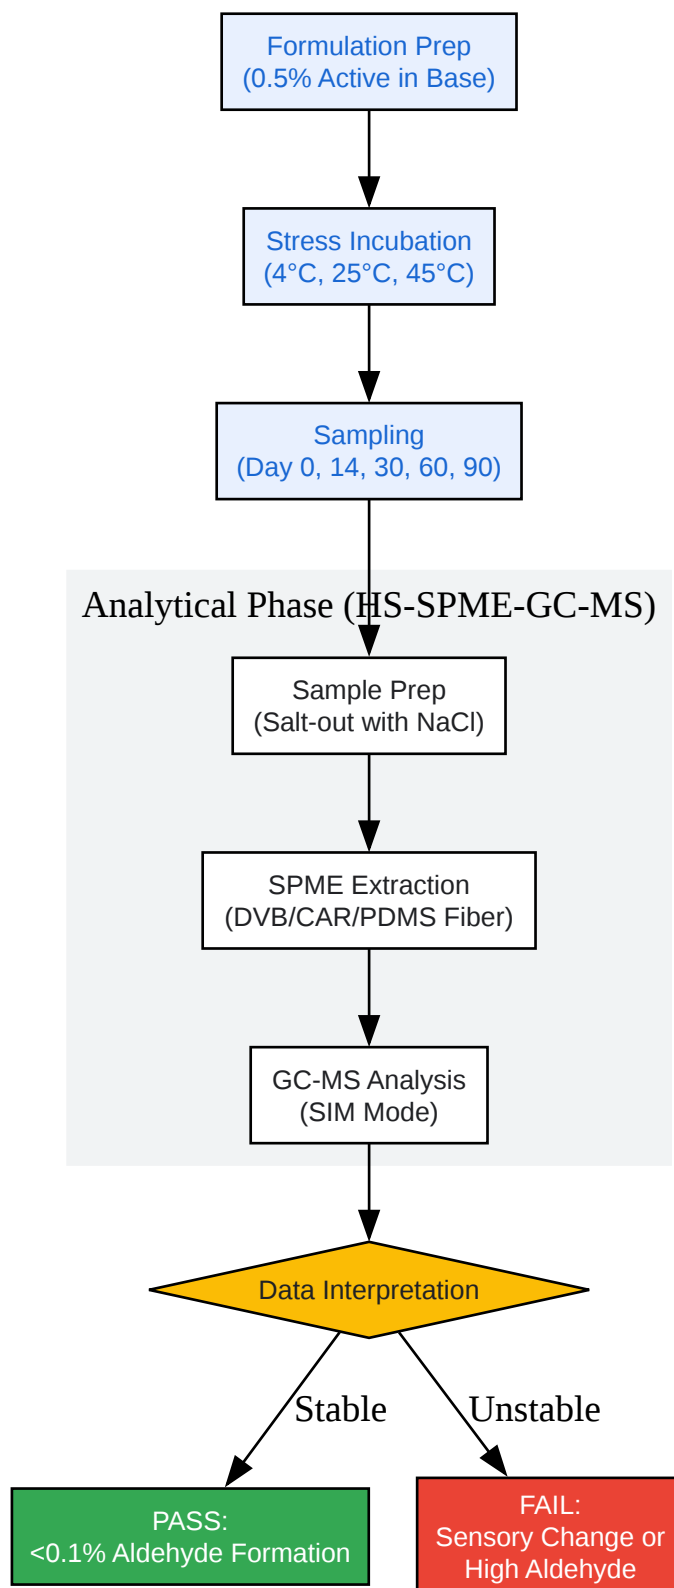 Formulation Prep
(0.5% Active in Base)
Stress Incubation
(4°C, 25°C, 45°C)
Sampling
(Day 0, 14, 30, 60, 90)
Analytical Phase (HS-SPME-GC-MS)
Sample Prep
(Salt-out with NaCl)
SPME Extraction
(DVB/CAR/PDMS Fiber)
GC-MS Analysis
(SIM Mode)
Data Interpretation
Stable
Unstable
PASS:
<0.1% Aldehyde Formation
FAIL:
Sensory Change or
High Aldehyde